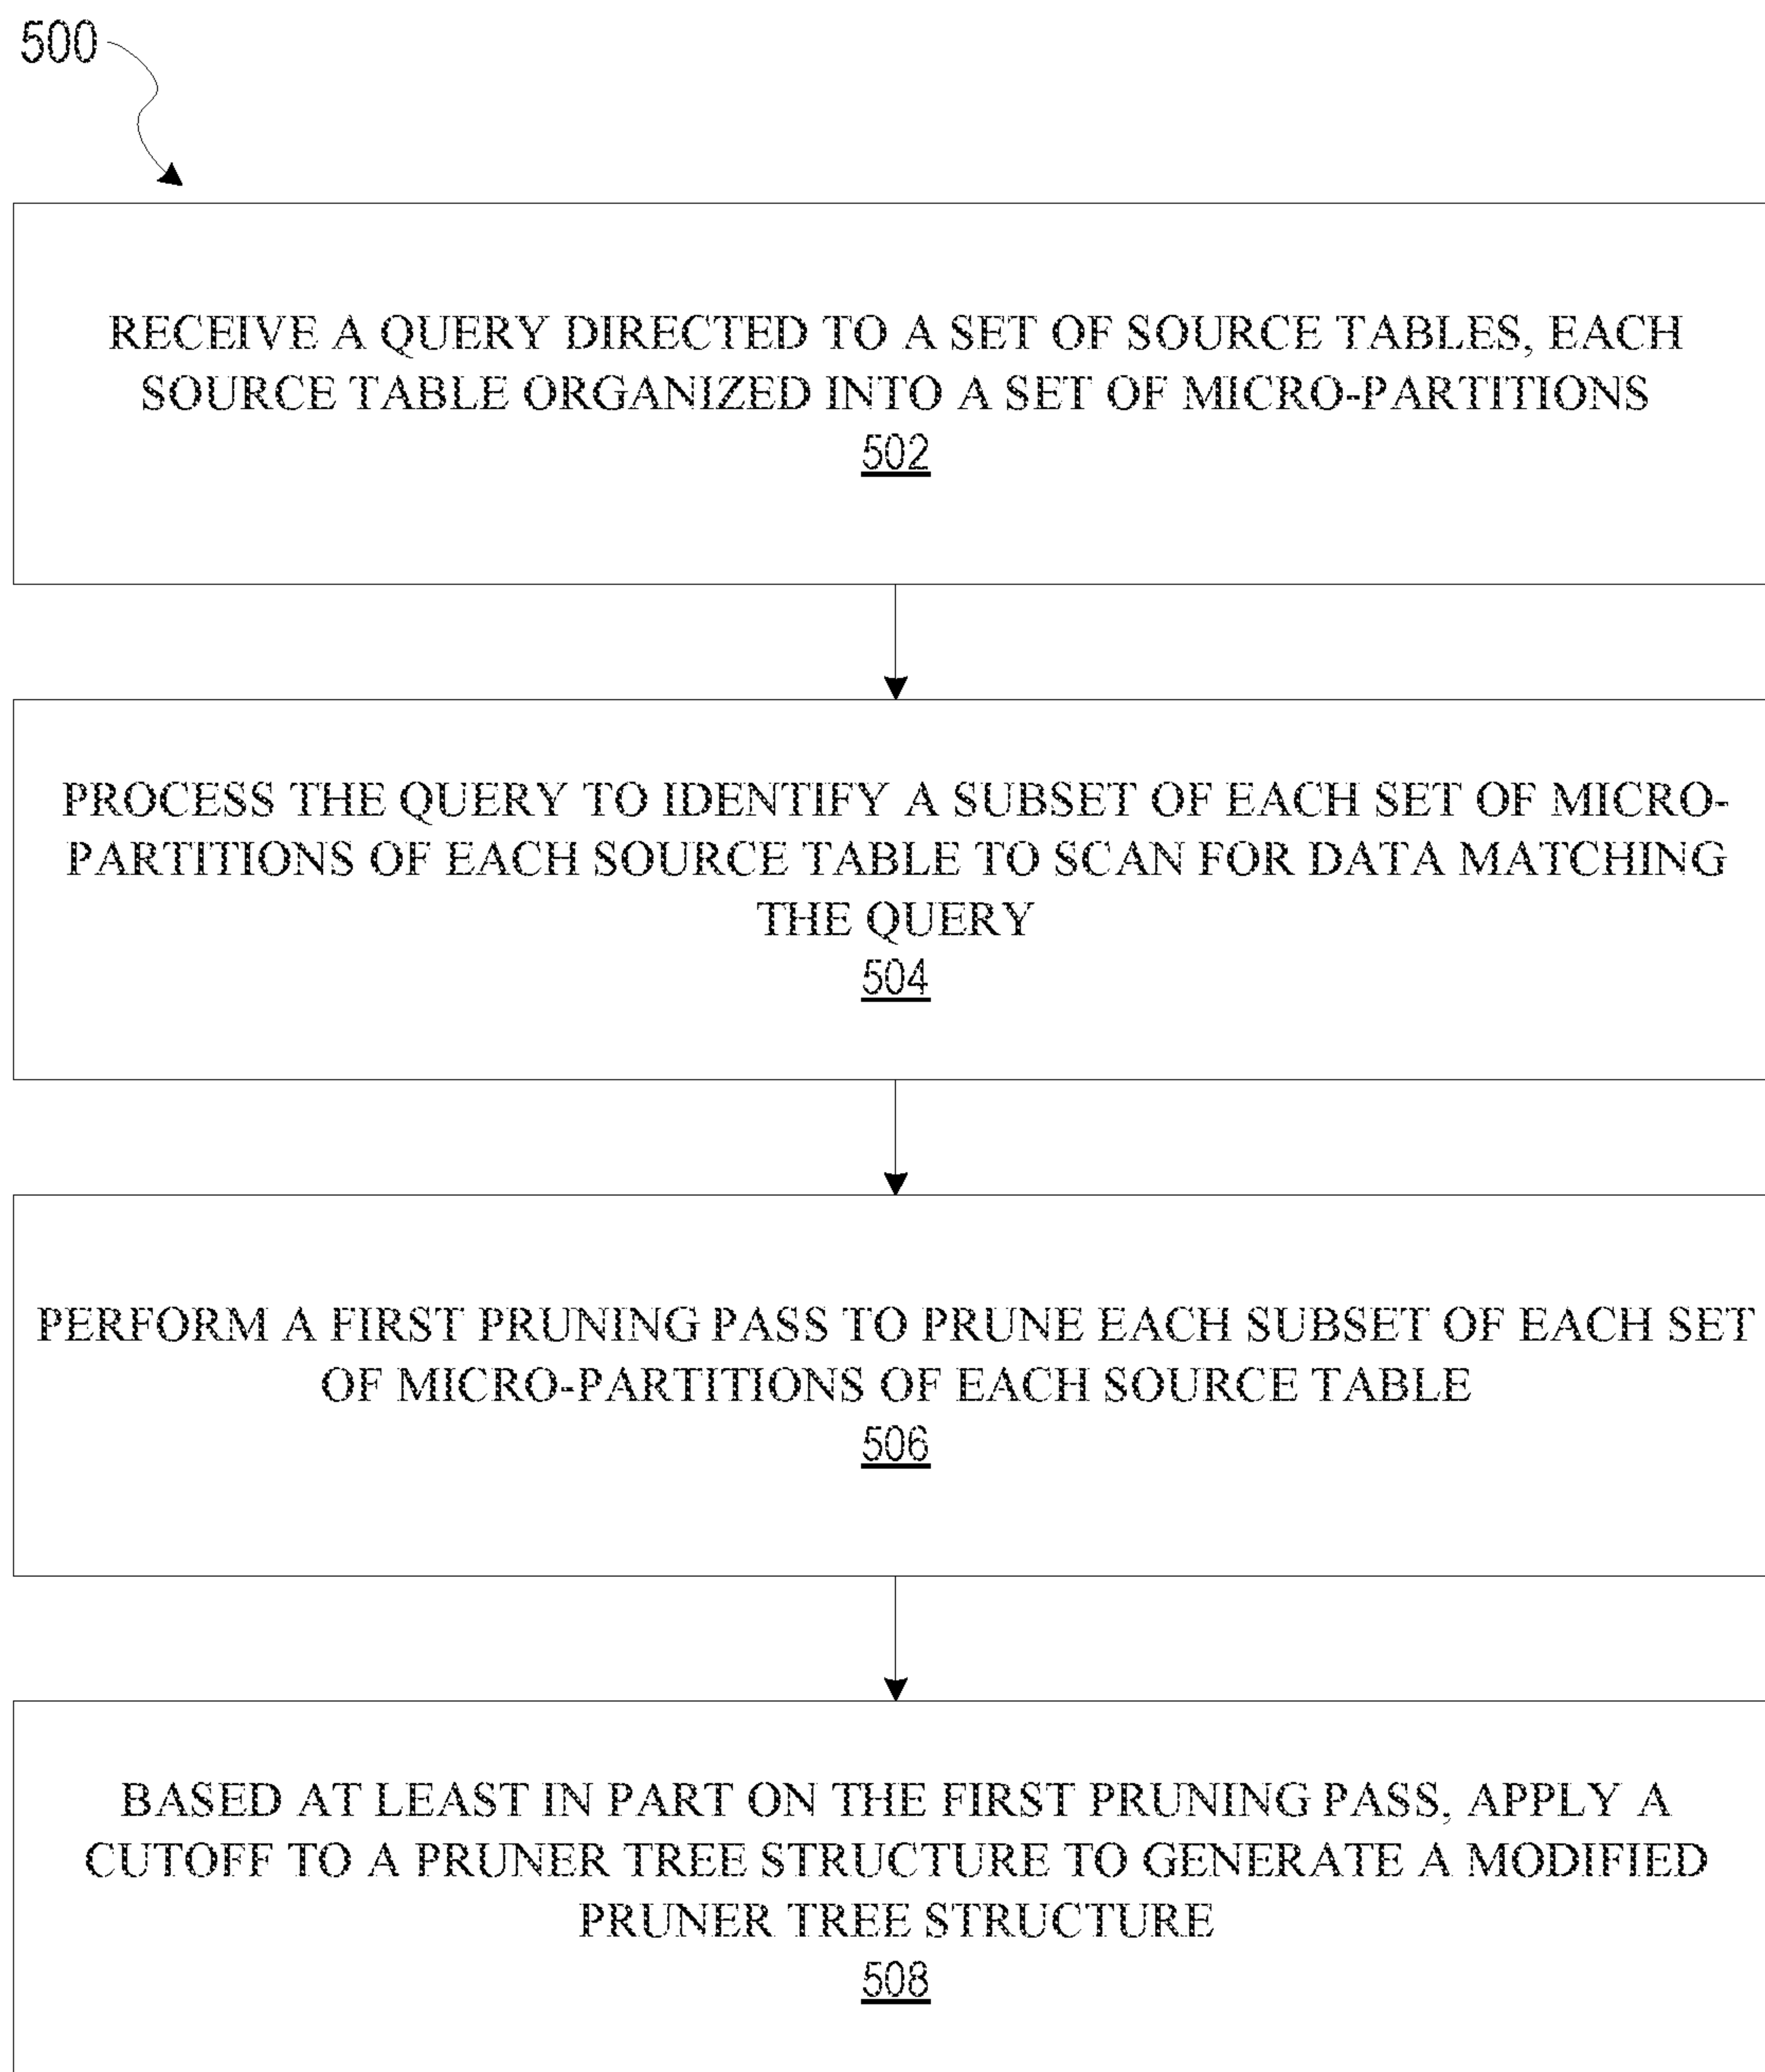 500
RECEIVE A QUERY DIRECTED TO A SET OF SOURCE TABLES, EACH
SOURCE TABLE ORGANIZED INTO A SET OF MICRO-PARTITIONS
502
PROCESS THE QUERY TO IDENTIFY A SUBSET OF EACH SET OF MICRO-
PARTITIONS OF EACH SOURCE TABLE TO SCAN FOR DATA MATCHING
THE QUERY
504
PERFORM A FIRST PRUNING PASS TO PRUNE EACH SUBSET OF EACH SET
OF MICRO-PARTITIONS OF EACH SOURCE TABLE
506
BASED AT LEAST IN PART ON THE FIRST PRUNING PASS, APPLY A
CUTOFF TO A PRUNER TREE STRUCTURE TO GENERATE A MODIFIED
PRUNER TREE STRUCTURE
508